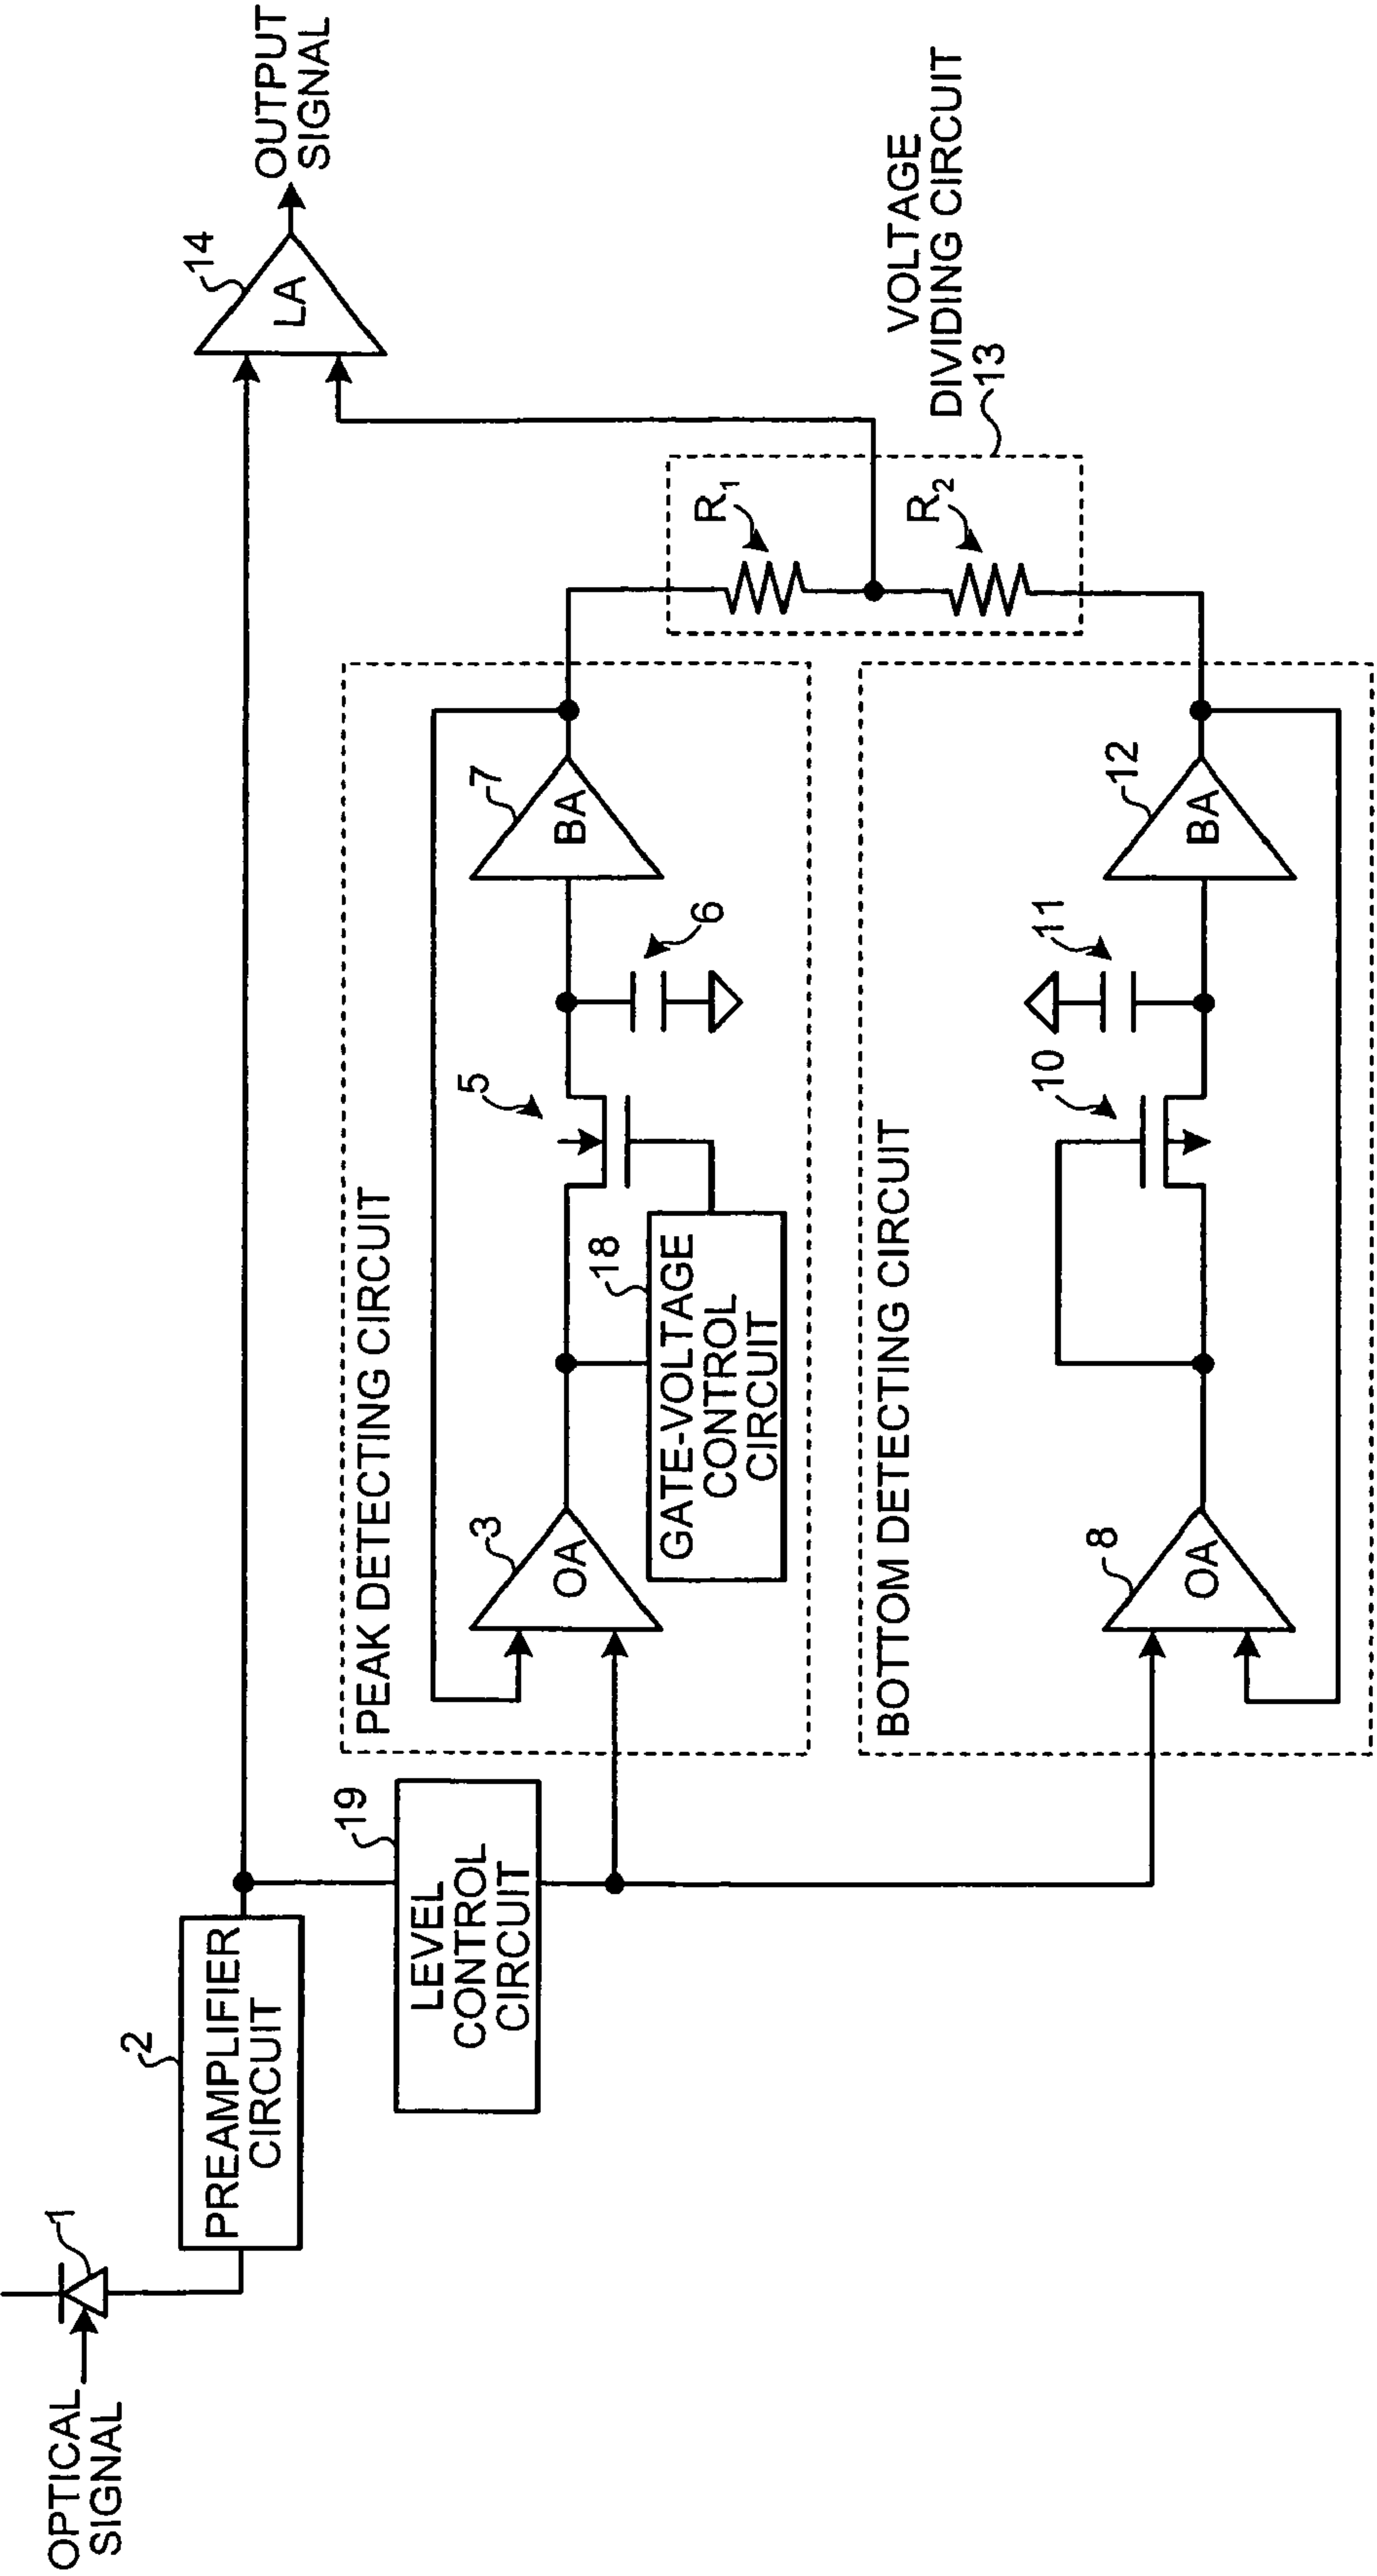 OPTICAL
SIGNAL
1
2
PREAMPLIFIER
CIRCUIT
19
LEVEL
CONTROL
CIRCUIT
14
LA
OUTPUT
SIGNAL
PEAK DETECTING CIRCUIT
3
OA
18
GATE-VOLTAGE
CONTROL
CIRCUIT
5
6
7
BA
R1
R2
VOLTAGE
DIVIDING CIRCUIT
13
BOTTOM DETECTING CIRCUIT
8
OA
10
11
12
BA